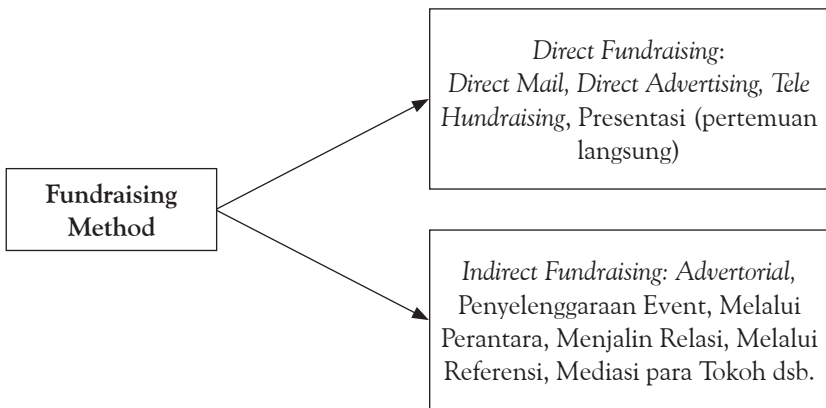 Fundraising
Method
Direct Fundraising:
Direct Mail, Direct Advertising, Tele
Hundraising, Presentasi (pertemuan
langsung)
Indirect Fundraising: Advertorial,
Penyelenggaraan Event, Melalui
Perantara, Menjalin Relasi, Melalui
Referensi, Mediasi para Tokoh dsb.